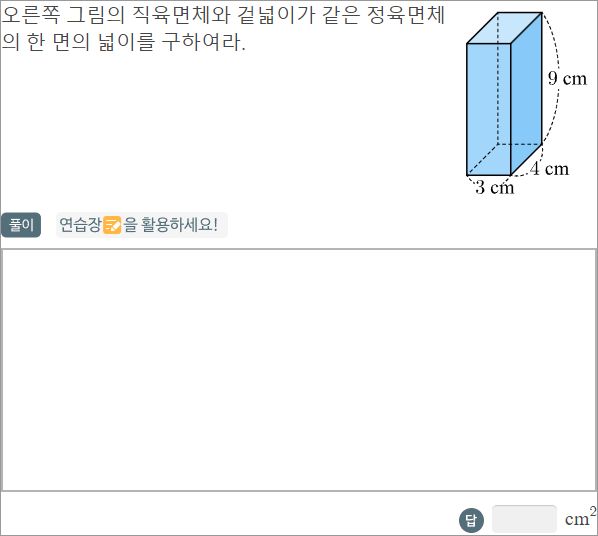 오른쪽 그림의 직육면체와 겉넓이가 같은 정육면체
의 한 면의 넓이를 구하여라.
9 cm
4 cm
3 cm
풀이 연습장을 활용하세요!
답 cm²